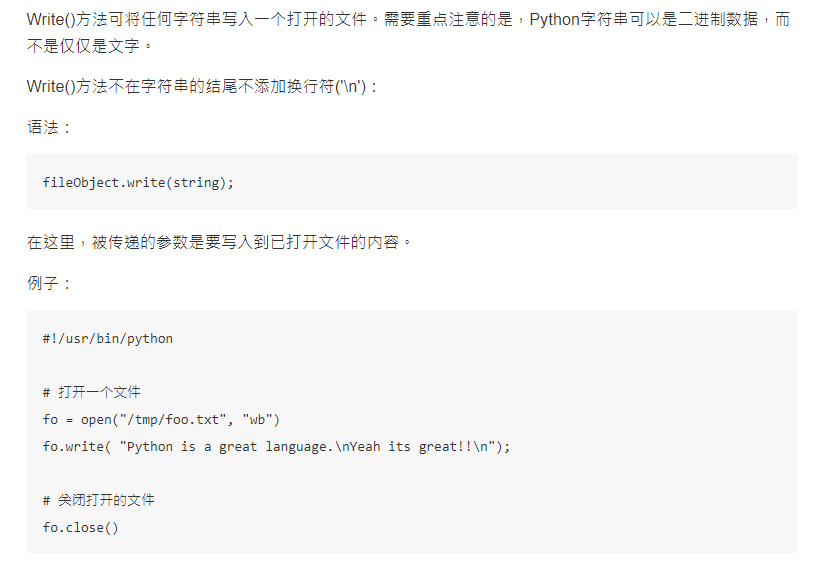 Write()方法可将任何字符串写入一个打开的文件。需要重点注意的是，Python字符串可以是二进制数据，而
不是仅仅是文字。
Write()方法不在字符串的结尾不添加换行符('\n')：
语法：
fileObject.write(string);
在这里，被传递的参数是要写入到已打开文件的内容。
例子：
#!/usr/bin/python
# 打开一个文件
fo = open("/tmp/foo.txt", "wb")
fo.write( "Python is a great language.\nYeah its great!!\n");
# 关闭打开的文件
fo.close()